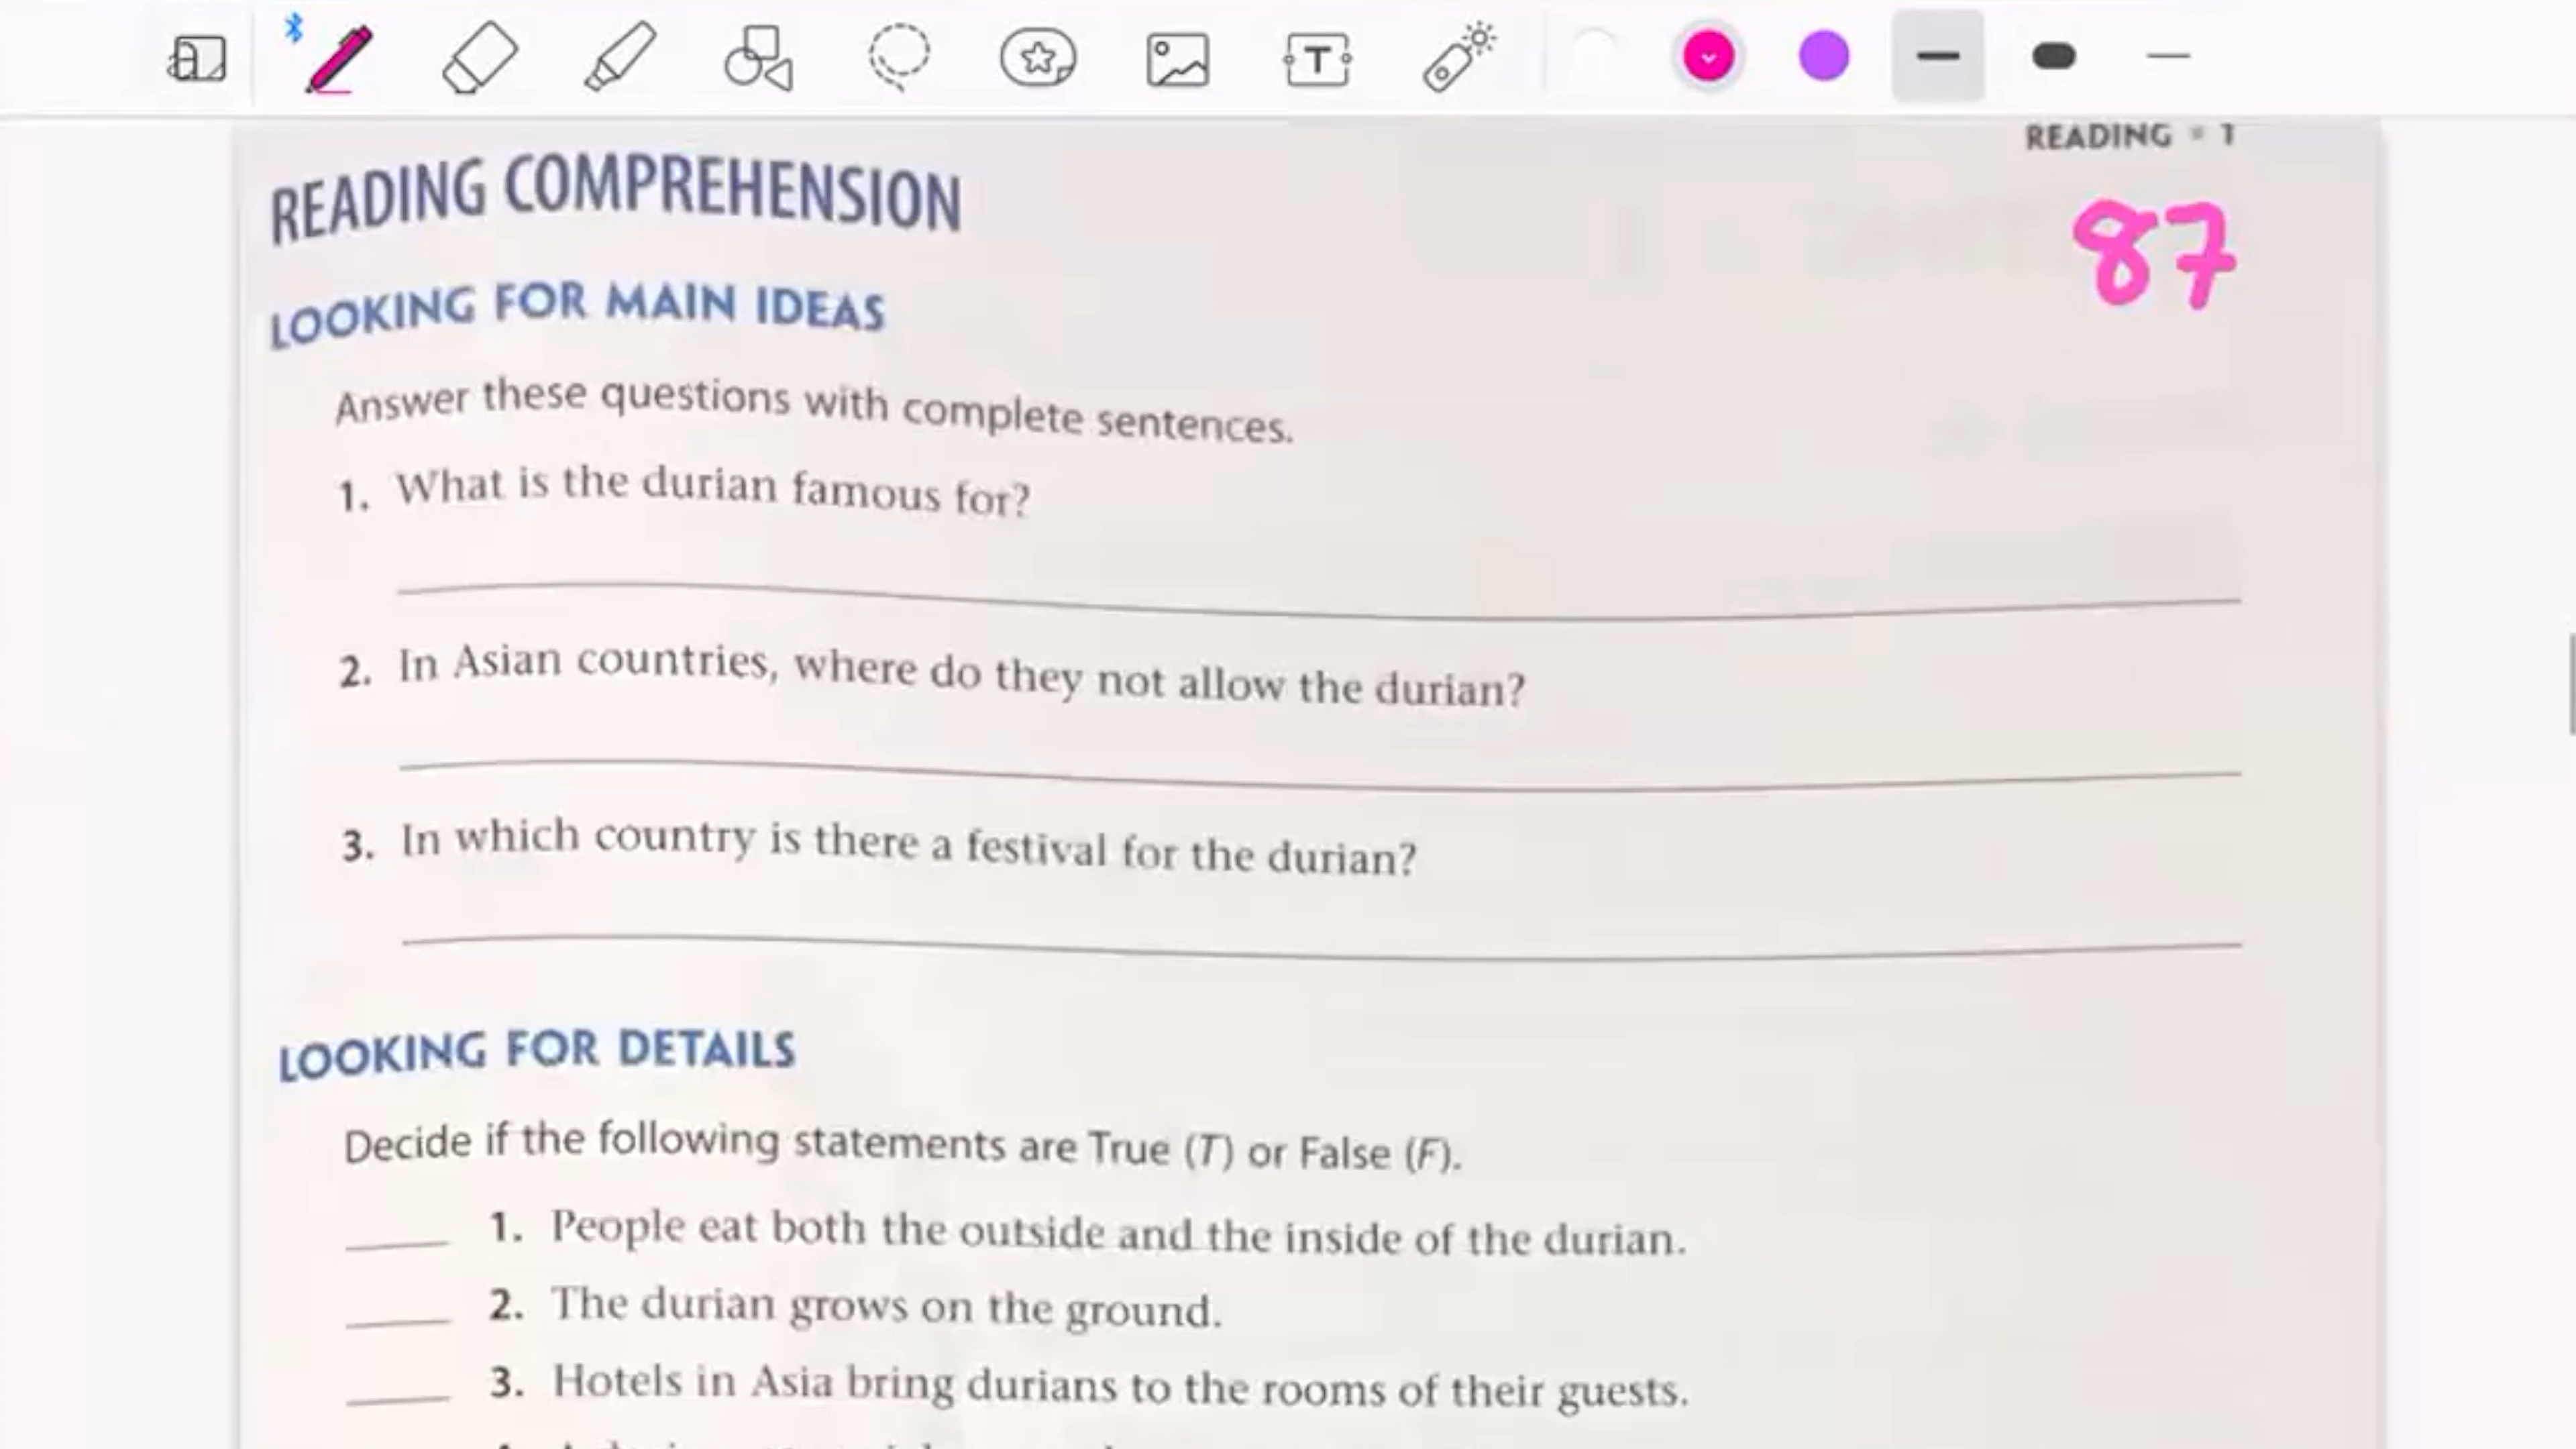 READING ▪ 1
87
READING COMPREHENSION
LOOKING FOR MAIN IDEAS
Answer these questions with complete sentences.
1. What is the durian famous for?
2. In Asian countries, where do they not allow the durian?
3. In which country is there a festival for the durian?
LOOKING FOR DETAILS
Decide if the following statements are True (T) or False (F).
1. People eat both the outside and the inside of the durian.
2. The durian grows on the ground.
3. Hotels in Asia bring durians to the rooms of their guests.